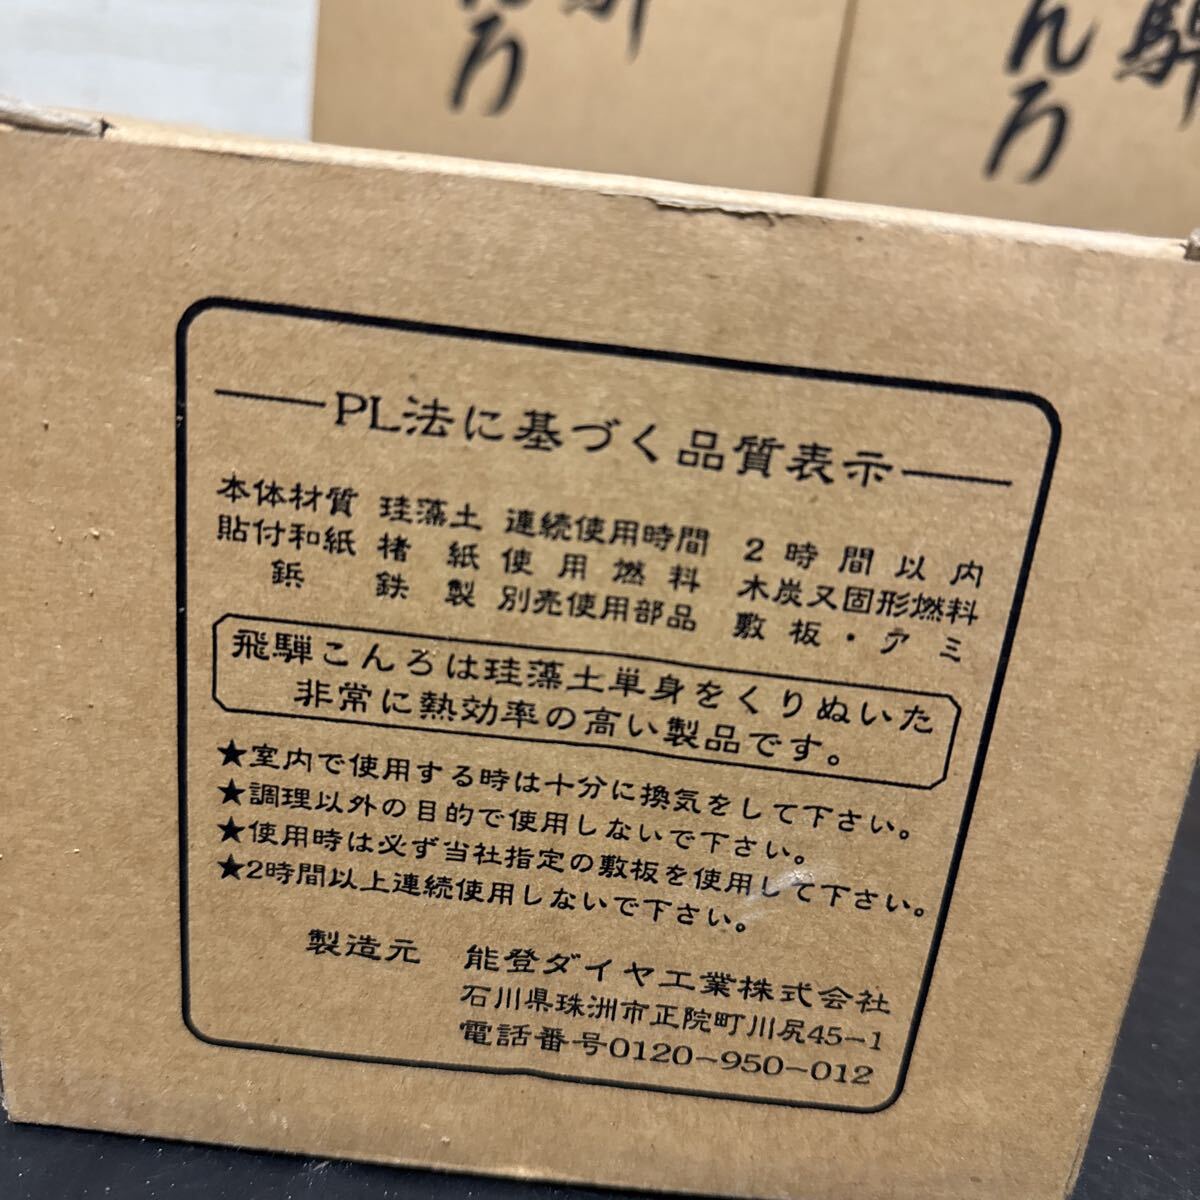 んろ
騨
んろ
騨
PL法に基づく品質表示
本体材質 珪藻土 連続使用時間 2時間以内
貼付和紙 楮紙 使用燃料 木炭又固形燃料
鋲 鉄製 別売使用部品 敷板・アミ
飛騨こんろは珪藻土単身をくりぬいた
非常に熱効率の高い製品です。
★室内で使用する時は十分に換気をして下さい。
★調理以外の目的で使用しないで下さい。
★使用時は必ず当社指定の敷板を使用して下さい。
★2時間以上連続使用しないで下さい。
製造元 能登ダイヤ工業株式会社
石川県珠洲市正院町川尻45-1
電話番号0120-950-012